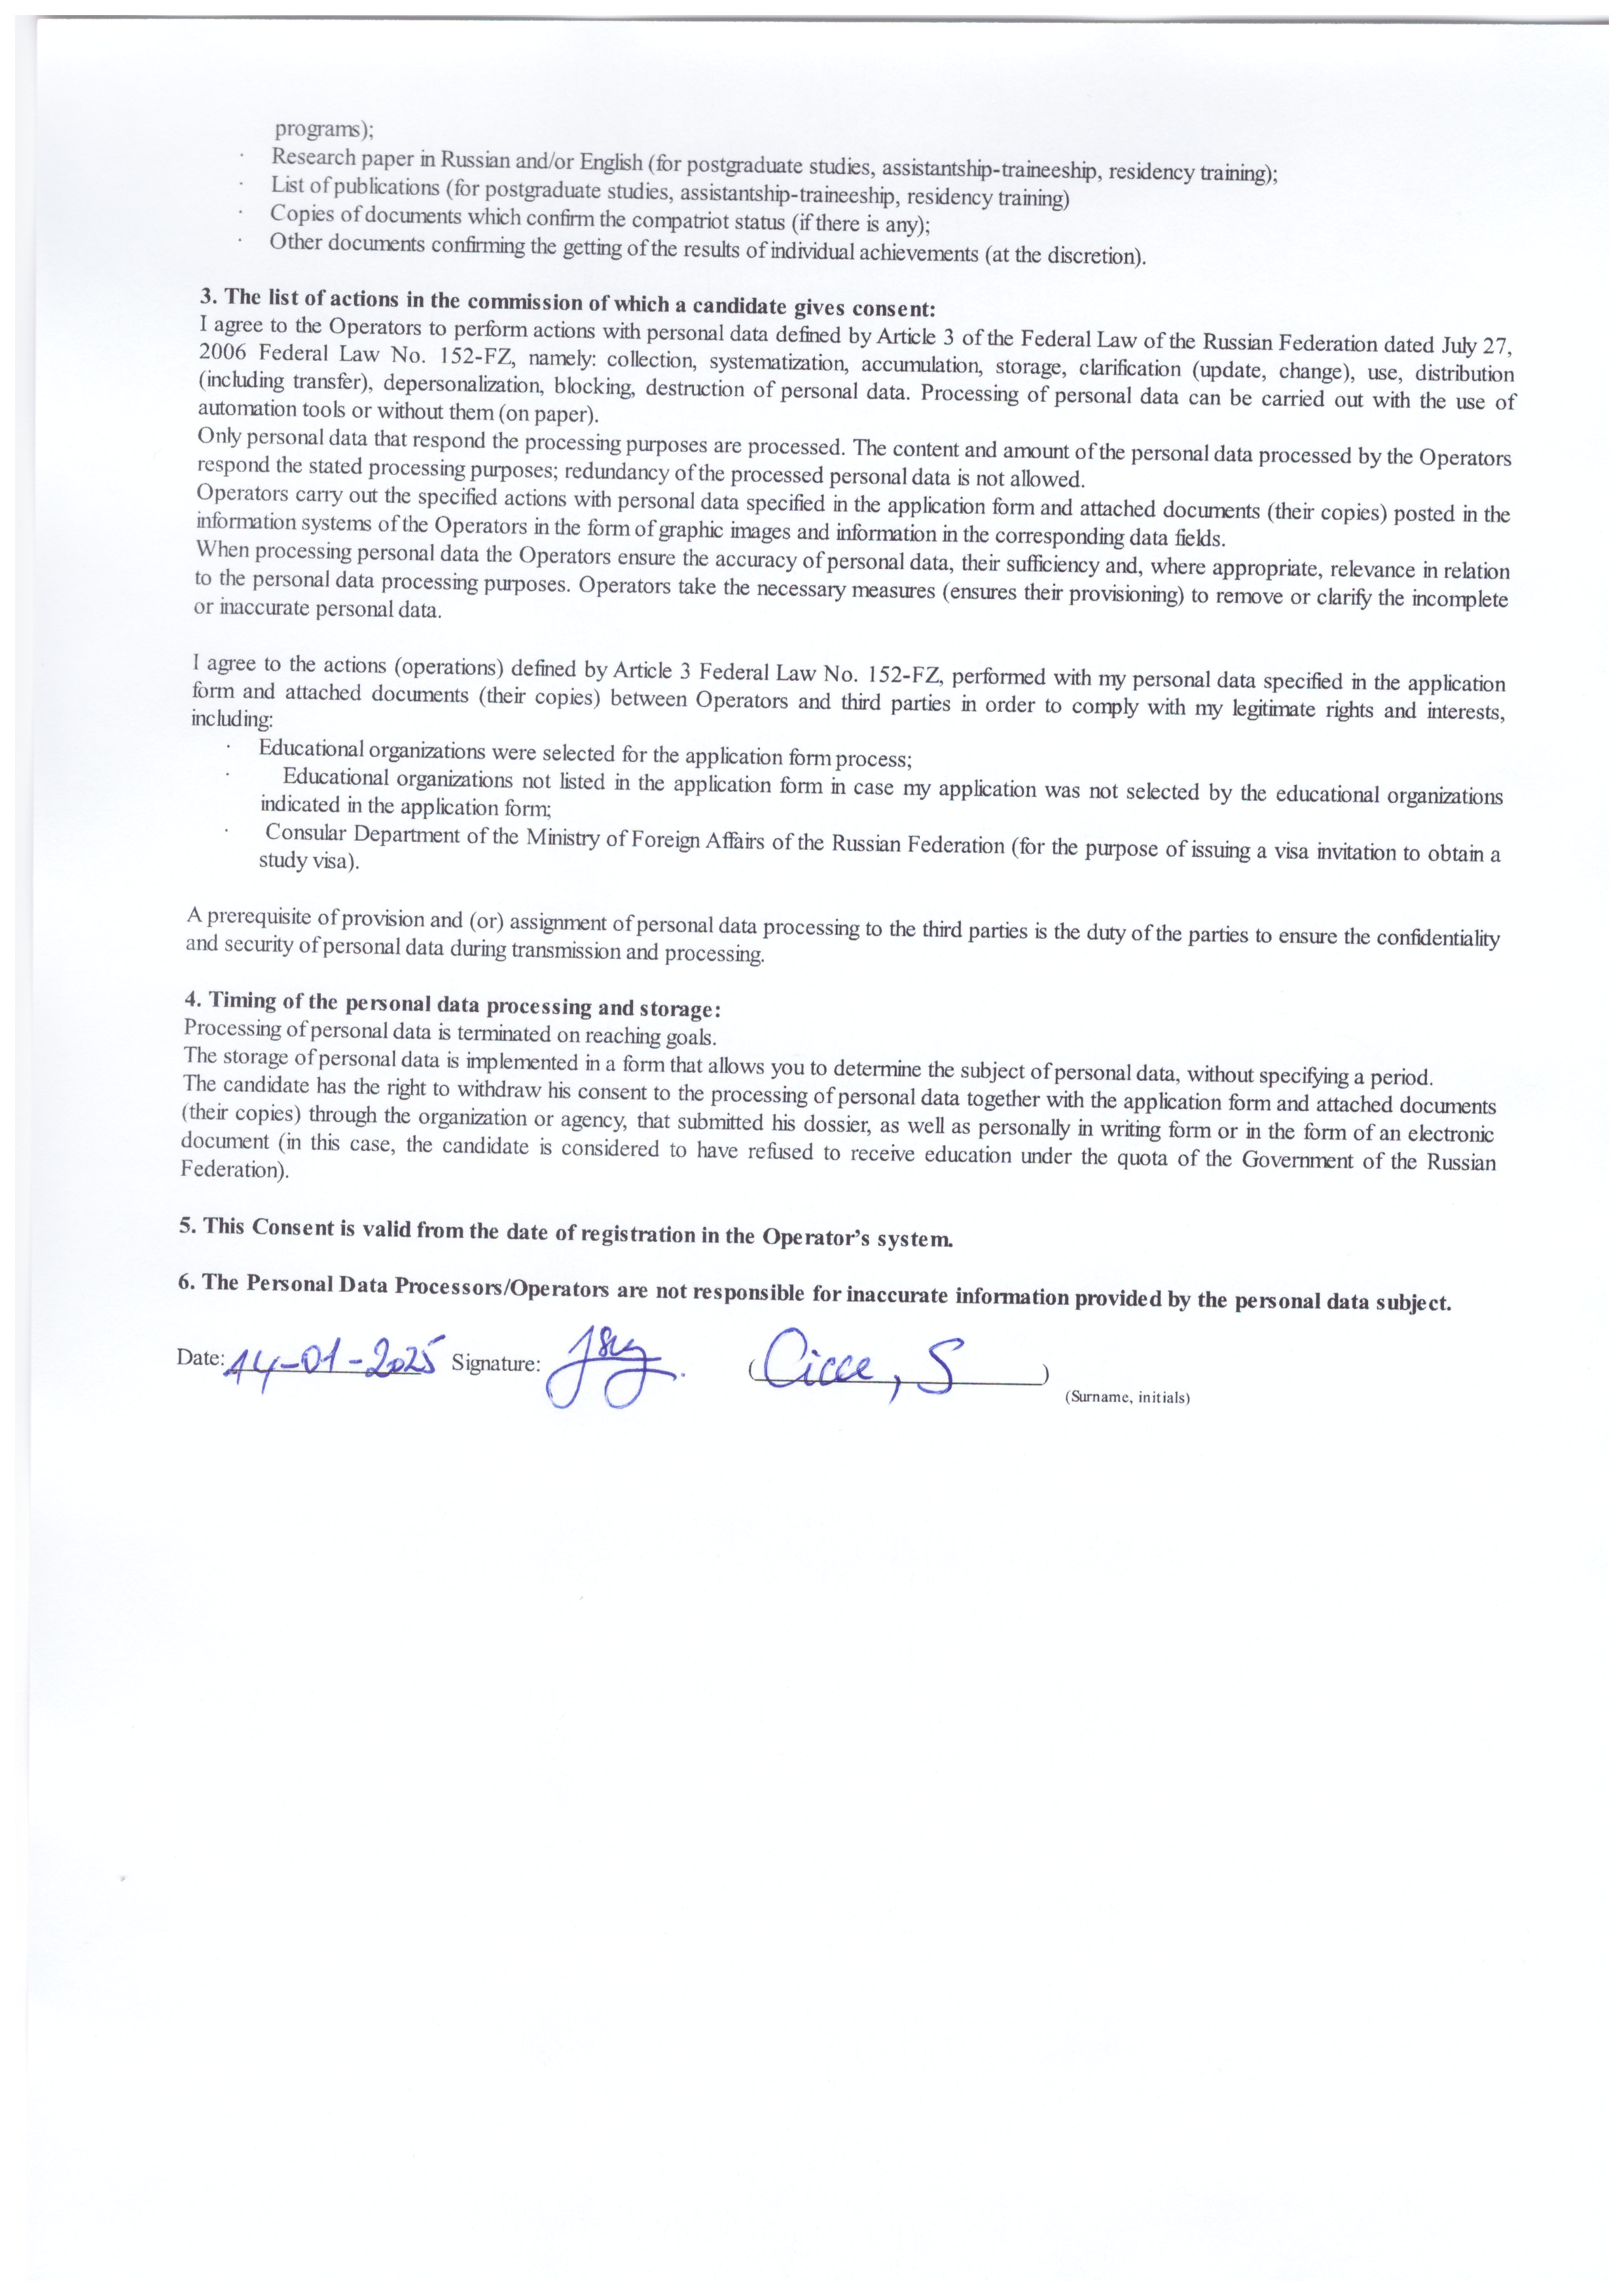 programs);
· Research paper in Russian and/or English (for postgraduate studies, assistantship-traineeship, residency training);
· List of publications (for postgraduate studies, assistantship-traineeship, residency training)
· Copies of documents which confirm the compatriot status (if there is any);
· Other documents confirming the getting of the results of individual achievements (at the discretion).
3. The list of actions in the commission of which a candidate gives consent:
I agree to the Operators to perform actions with personal data defined by Article 3 of the Federal Law of the Russian Federation dated July 27,
2006 Federal Law No. 152-FZ, namely: collection, systematization, accumulation, storage, clarification (update, change), use, distribution
(including transfer), depersonalization, blocking, destruction of personal data. Processing of personal data can be carried out with the use of
automation tools or without them (on paper).
Only personal data that respond the processing purposes are processed. The content and amount of the personal data processed by the Operators
respond the stated processing purposes; redundancy of the processed personal data is not allowed.
Operators carry out the specified actions with personal data specified in the application form and attached documents (their copies) posted in the
information systems of the Operators in the form of graphic images and information in the corresponding data fields.
When processing personal data the Operators ensure the accuracy of personal data, their sufficiency and, where appropriate, relevance in relation
to the personal data processing purposes. Operators take the necessary measures (ensures their provisioning) to remove or clarify the incomplete
or inaccurate personal data.
I agree to the actions (operations) defined by Article 3 Federal Law No. 152-FZ, performed with my personal data specified in the application
form and attached documents (their copies) between Operators and third parties in order to comply with my legitimate rights and interests,
including:
· Educational organizations were selected for the application form process;
· Educational organizations not listed in the application form in case my application was not selected by the educational organizations
indicated in the application form;
· Consular Department of the Ministry of Foreign Affairs of the Russian Federation (for the purpose of issuing a visa invitation to obtain a
study visa).
A prerequisite of provision and (or) assignment of personal data processing to the third parties is the duty of the parties to ensure the confidentiality
and security of personal data during transmission and processing.
4. Timing of the personal data processing and storage:
Processing of personal data is terminated on reaching goals.
The storage of personal data is implemented in a form that allows you to determine the subject of personal data, without specifying a period.
The candidate has the right to withdraw his consent to the processing of personal data together with the application form and attached documents
(their copies) through the organization or agency, that submitted his dossier, as well as personally in writing form or in the form of an electronic
document (in this case, the candidate is considered to have refused to receive education under the quota of the Government of the Russian
Federation).
5. This Consent is valid from the date of registration in the Operator’s system.
6. The Personal Data Processors/Operators are not responsible for inaccurate information provided by the personal data subject.
Date: 14-01-2025 Signature: (Cicce, S)
(Surname, initials)